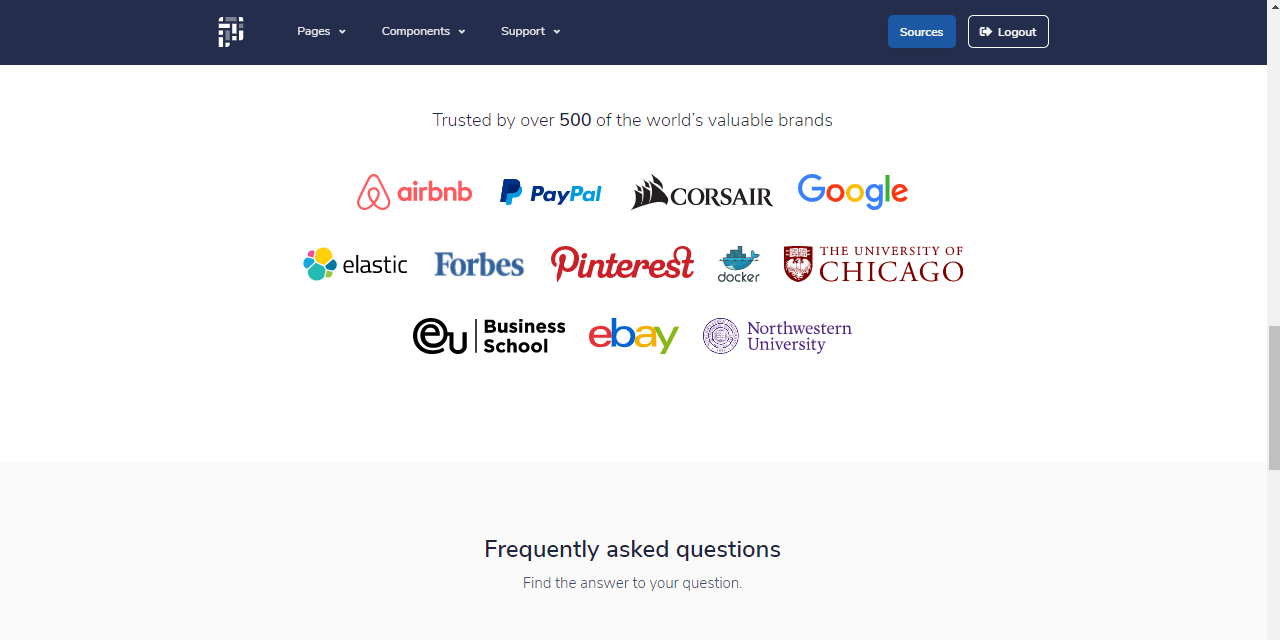 Pages Components Support Sources Logout
Trusted by over 500 of the world's valuable brands
airbnb PayPal CORSAIR Google
elastic Forbes Pinterest docker THE UNIVERSITY OF
CHICAGO
eu Business School ebay Northwestern University
Frequently asked questions
Find the answer to your question.